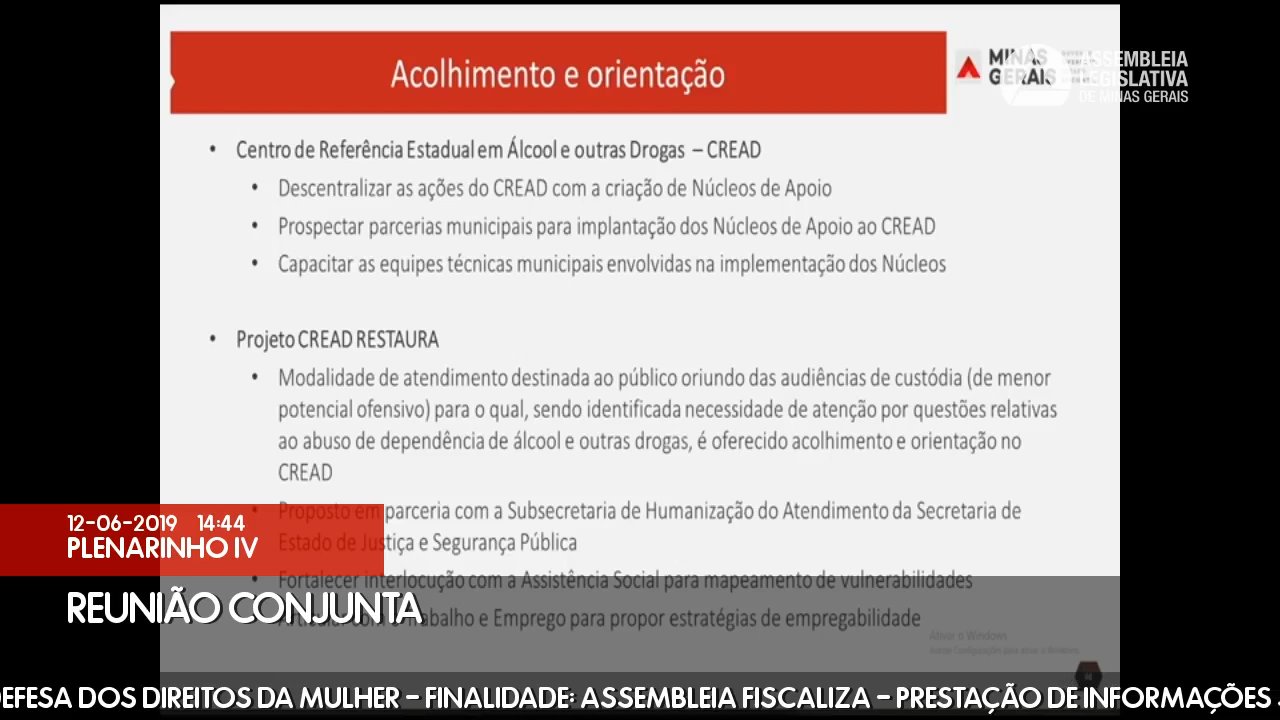 Acolhimento e orientação
MINAS
GERAIS
ASSEMBLEIA
LEGISLATIVA
DE MINAS GERAIS
• Centro de Referência Estadual em Álcool e outras Drogas – CREAD
• Descentralizar as ações do CREAD com a criação de Núcleos de Apoio
• Prospectar parcerias municipais para implantação dos Núcleos de Apoio ao CREAD
• Capacitar as equipes técnicas municipais envolvidas na implementação dos Núcleos
• Projeto CREAD RESTAURA
• Modalidade de atendimento destinada ao público oriundo das audiências de custódia (de menor
potencial ofensivo) para o qual, sendo identificada necessidade de atenção por questões relativas
ao abuso de dependência de álcool e outras drogas, é oferecido acolhimento e orientação no
CREAD
• Proposto em parceria com a Subsecretaria de Humanização do Atendimento da Secretaria de
Estado de Justiça e Segurança Pública
• Fortalecer interlocução com a Assistência Social para mapeamento de vulnerabilidades
Trabalho e Emprego para propor estratégias de empregabilidade
Ativar o Windows
12-06-2019 14:44
PLENARINHO IV
REUNIÃO CONJUNTA
DEFESA DOS DIREITOS DA MULHER – FINALIDADE: ASSEMBLEIA FISCALIZA – PRESTAÇÃO DE INFORMAÇÕES